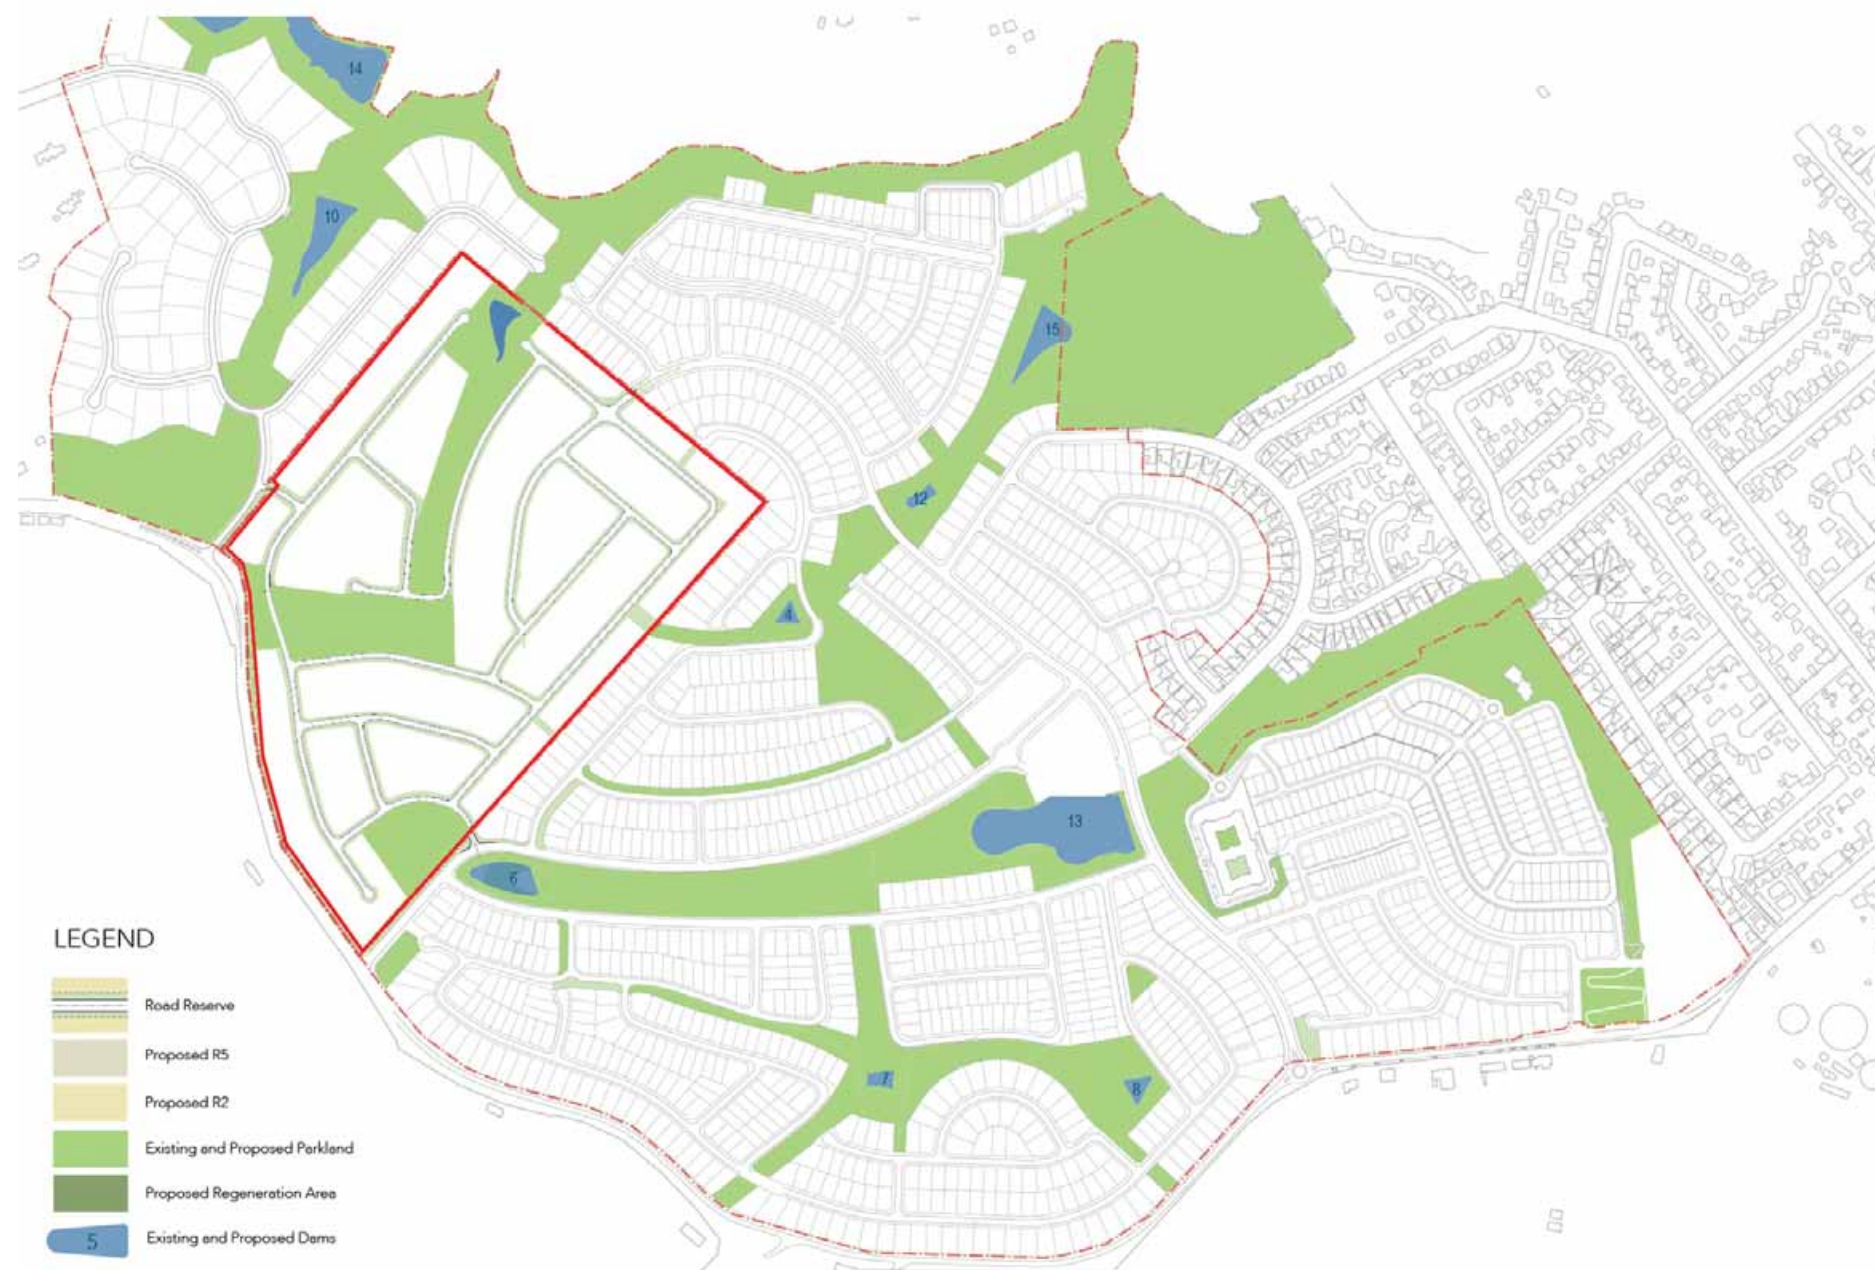 14
10
15
12
4
13
6
7
8
LEGEND
Road Reserve
Proposed R5
Proposed R2
Existing and Proposed Parkland
Proposed Regeneration Area
5 Existing and Proposed Dams